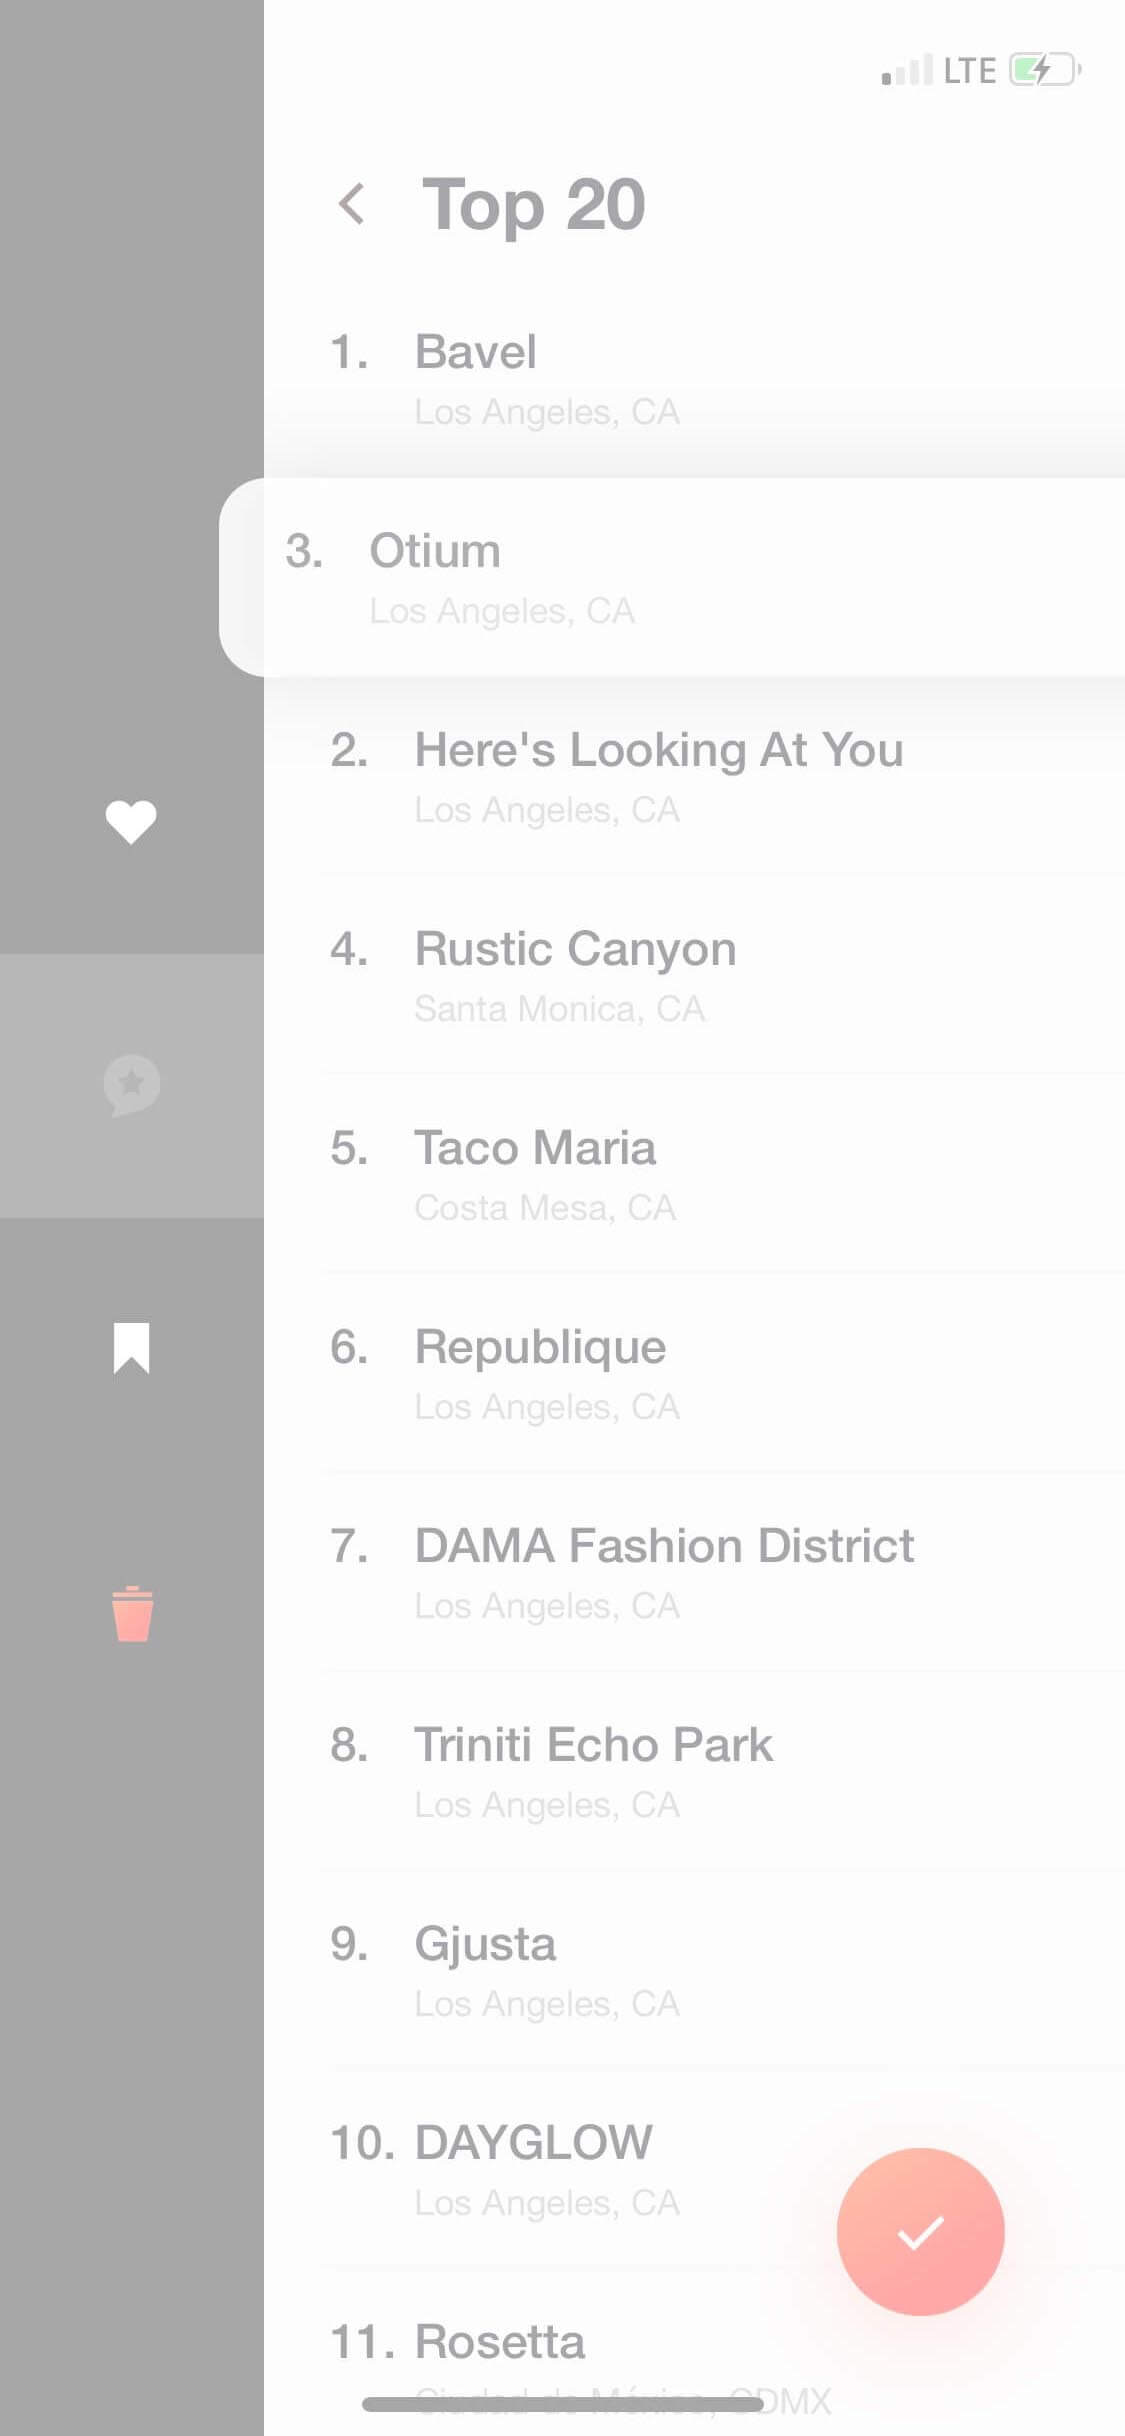 LTE
Top 20
1. Bavel
Los Angeles, CA
3. Otium
Los Angeles, CA
2. Here's Looking At You
Los Angeles, CA
4. Rustic Canyon
Santa Monica, CA
5. Taco Maria
Costa Mesa, CA
6. Republique
Los Angeles, CA
7. DAMA Fashion District
Los Angeles, CA
8. Triniti Echo Park
Los Angeles, CA
9. Gjusta
Los Angeles, CA
10. DAYGLOW
Los Angeles, CA
11. Rosetta
Ciudad de México, CDMX